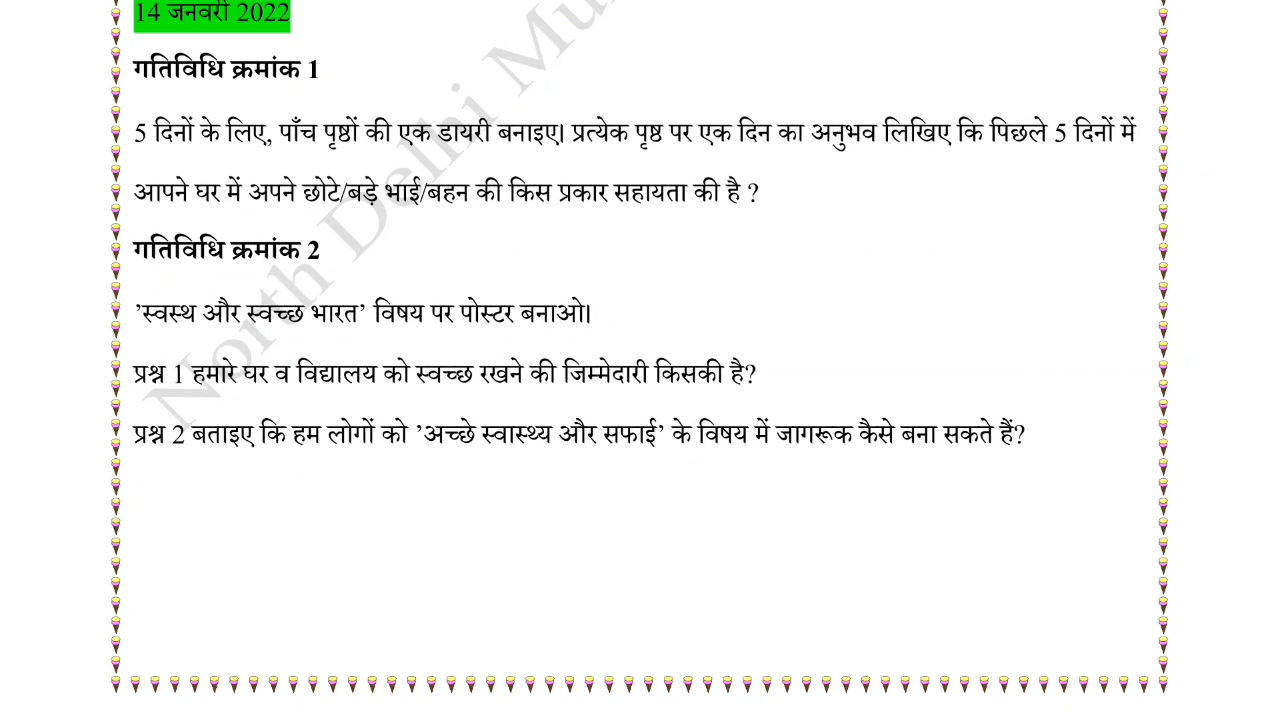 14 जनवरी 2022
गतिविधि क्रमांक 1
5 दिनों के लिए, पाँच पृष्ठों की एक डायरी बनाइए। प्रत्येक पृष्ठ पर एक दिन का अनुभव लिखिए कि पिछले 5 दिनों में
आपने घर में अपने छोटे/बड़े भाई/बहन की किस प्रकार सहायता की है ?
गतिविधि क्रमांक 2
’स्वस्थ और स्वच्छ भारत’ विषय पर पोस्टर बनाओ।
प्रश्न 1 हमारे घर व विद्यालय को स्वच्छ रखने की जिम्मेदारी किसकी है?
प्रश्न 2 बताइए कि हम लोगों को ’अच्छे स्वास्थ्य और सफाई’ के विषय में जागरूक कैसे बना सकते हैं?
North Delhi